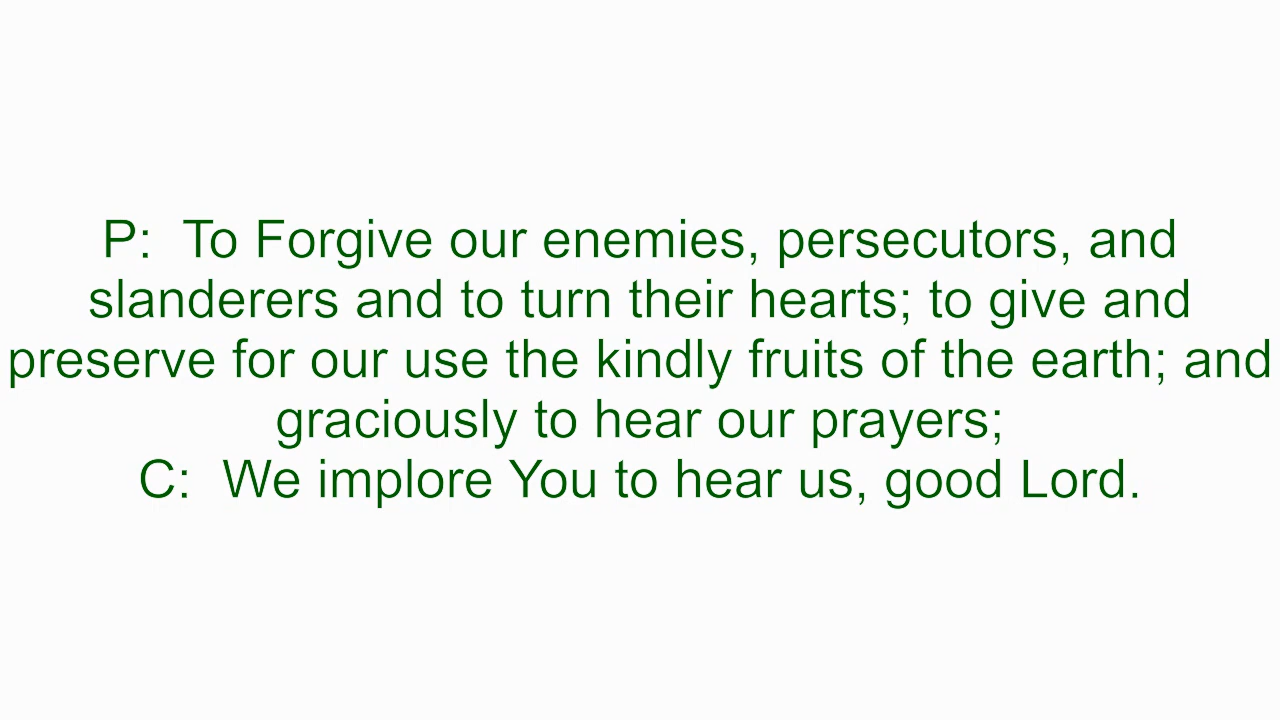 P:  To Forgive our enemies, persecutors, and
slanderers and to turn their hearts; to give and
preserve for our use the kindly fruits of the earth; and
graciously to hear our prayers;
C:  We implore You to hear us, good Lord.